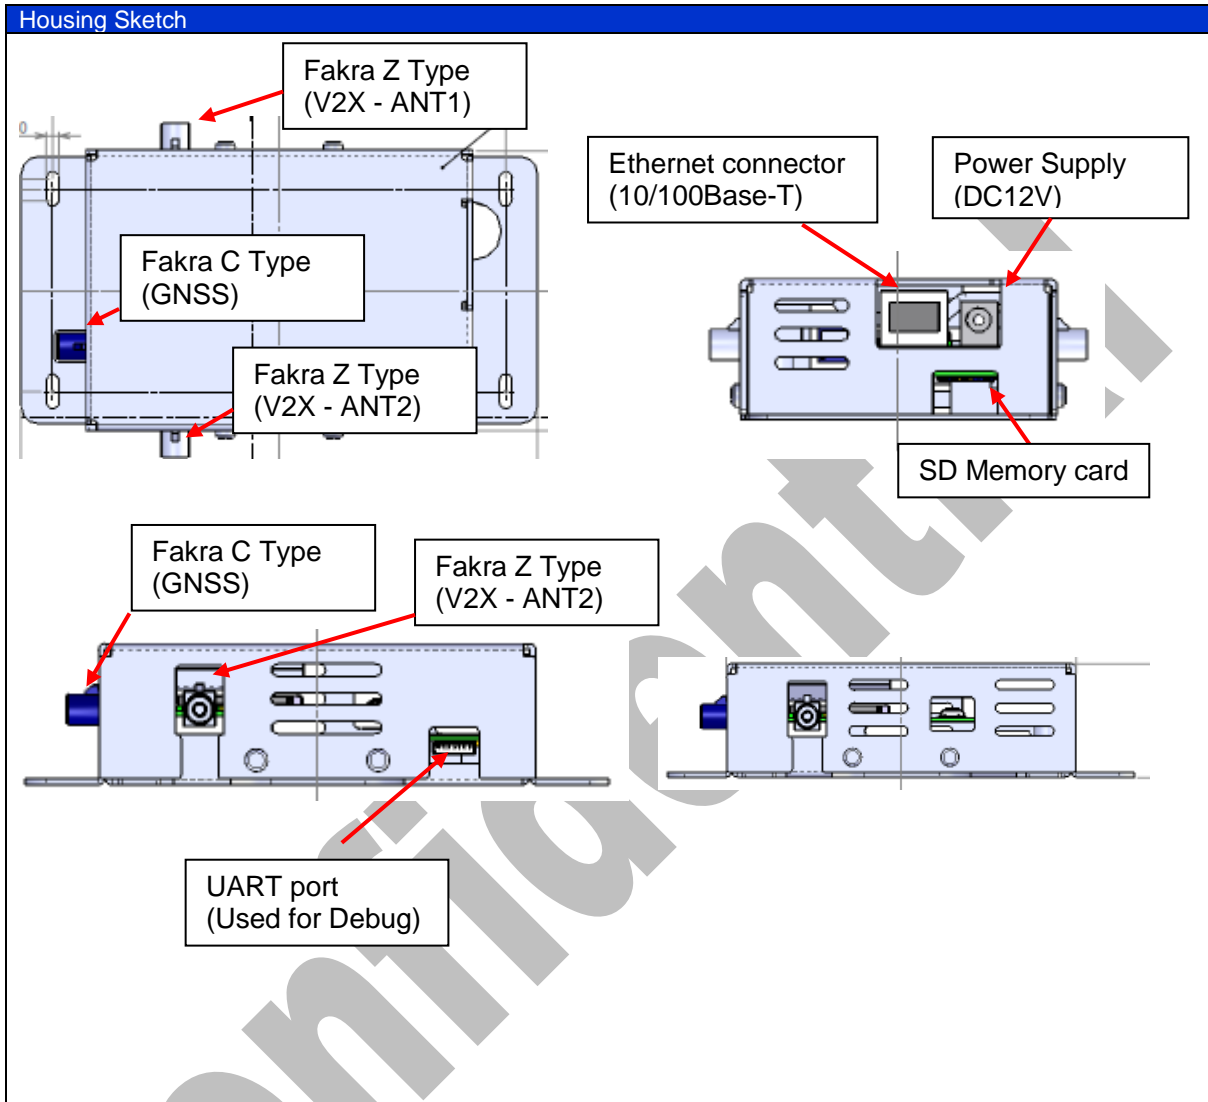 Housing Sketch
Fakra Z Type
(V2X - ANT1)
0
Ethernet connector
(10/100Base-T)
Power Supply
(DC12V)
Fakra C Type
(GNSS)
Fakra Z Type
(V2X - ANT2)
SD Memory card
Fakra C Type
(GNSS)
Fakra Z Type
(V2X - ANT2)
UART port
(Used for Debug)